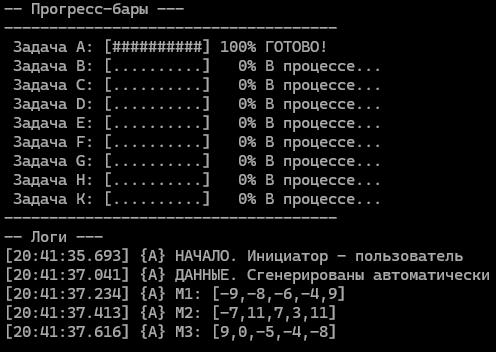 -- Прогресс-бары ---
-------------------------------------
Задача A: [##########] 100% ГОТОВО!
Задача B: [..........]   0% В процессе...
Задача C: [..........]   0% В процессе...
Задача D: [..........]   0% В процессе...
Задача E: [..........]   0% В процессе...
Задача F: [..........]   0% В процессе...
Задача G: [..........]   0% В процессе...
Задача H: [..........]   0% В процессе...
Задача K: [..........]   0% В процессе...
-------------------------------------
-- Логи ---
[20:41:35.693] {A} НАЧАЛО. Инициатор - пользователь
[20:41:37.041] {A} ДАННЫЕ. Сгенерированы автоматически
[20:41:37.234] {A} M1: [-9,-8,-6,-4,9]
[20:41:37.413] {A} M2: [-7,11,7,3,11]
[20:41:37.616] {A} M3: [9,0,-5,-4,-8]